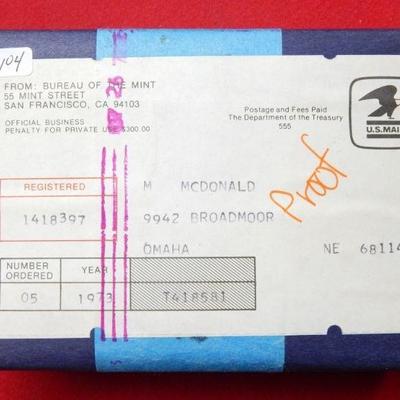 104
FROM: BUREAU OF THE MINT
55 MINT STREET
SAN FRANCISCO, CA 94103
OFFICIAL BUSINESS
PENALTY FOR PRIVATE USE $300.00
Postage and Fees Paid
The Department of the Treasury
555
U.S.MAIL
REGISTERED
1418397
M MCDONALD
9942 BROADMOOR
OMAHA NE 68114
Proof
NUMBER ORDERED YEAR
05 1973 T418581